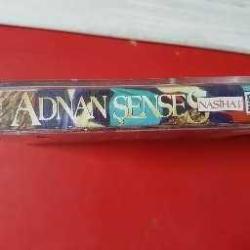 ADNAN ŞENSES NASİHAT